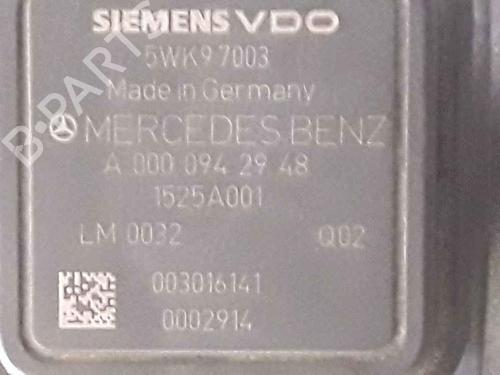 SIEMENS VDO
5WK9 7003
Made in Germany
MERCEDES BENZ
A 000 094 29 48
1525A001
LM 0032 Q02
003016141
0002914
B-PARTS